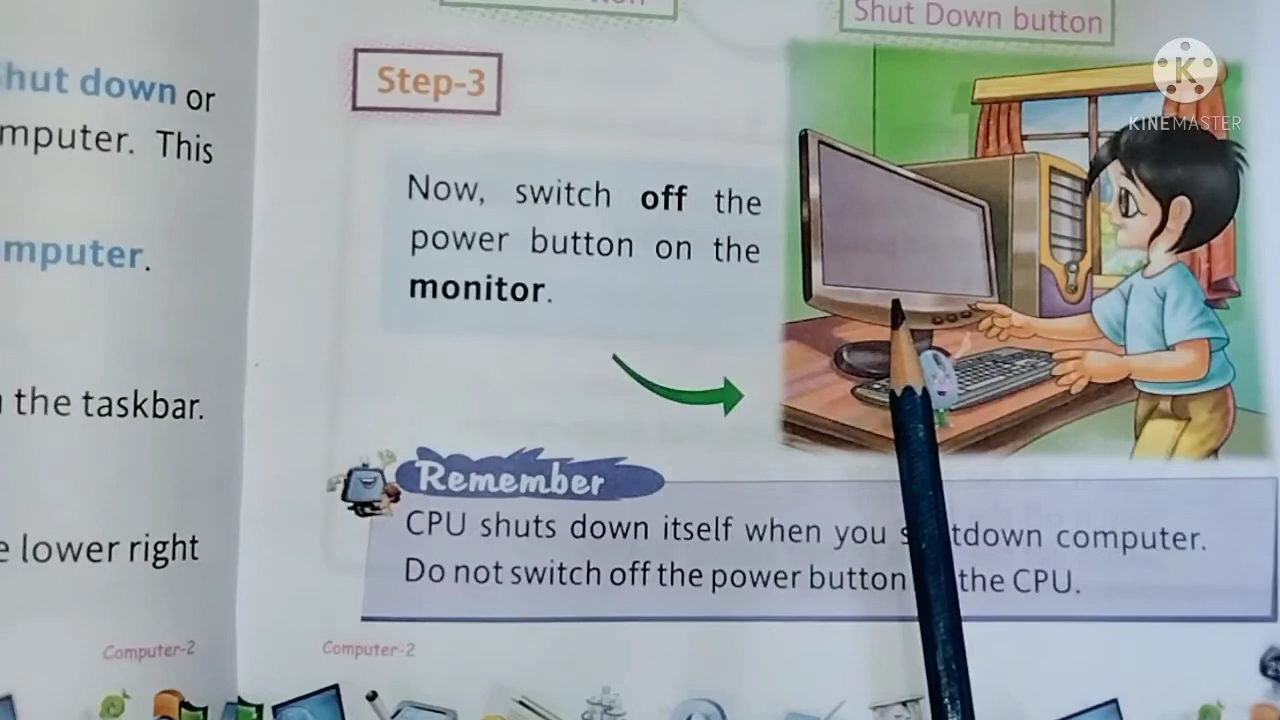 Shut Down button
hut down or
mputer. This
mputer.
the taskbar.
lower right
Computer-2
Step-3
Now, switch off the
power button on the
monitor.
Remember
CPU shuts down itself when you tdown computer.
Do not switch off the power button the CPU.
Computer-2
K
KINEMASTER